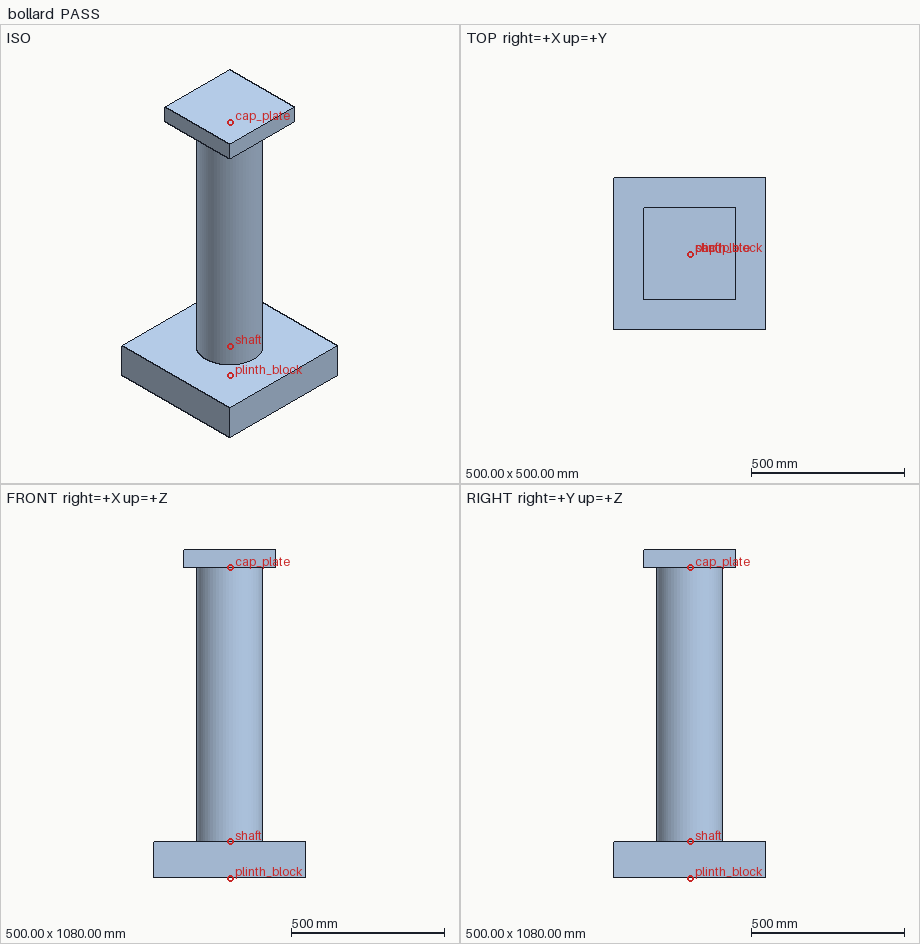 bollard PASS
ISO
cap_plate
shaft
plinth_block
TOP right=+X up=+Y
500 mm
500.00 x 500.00 mm
FRONT right=+X up=+Z
cap_plate
shaft
plinth_block
500 mm
500.00 x 1080.00 mm
RIGHT right=+Y up=+Z
cap_plate
shaft
plinth_block
500 mm
500.00 x 1080.00 mm